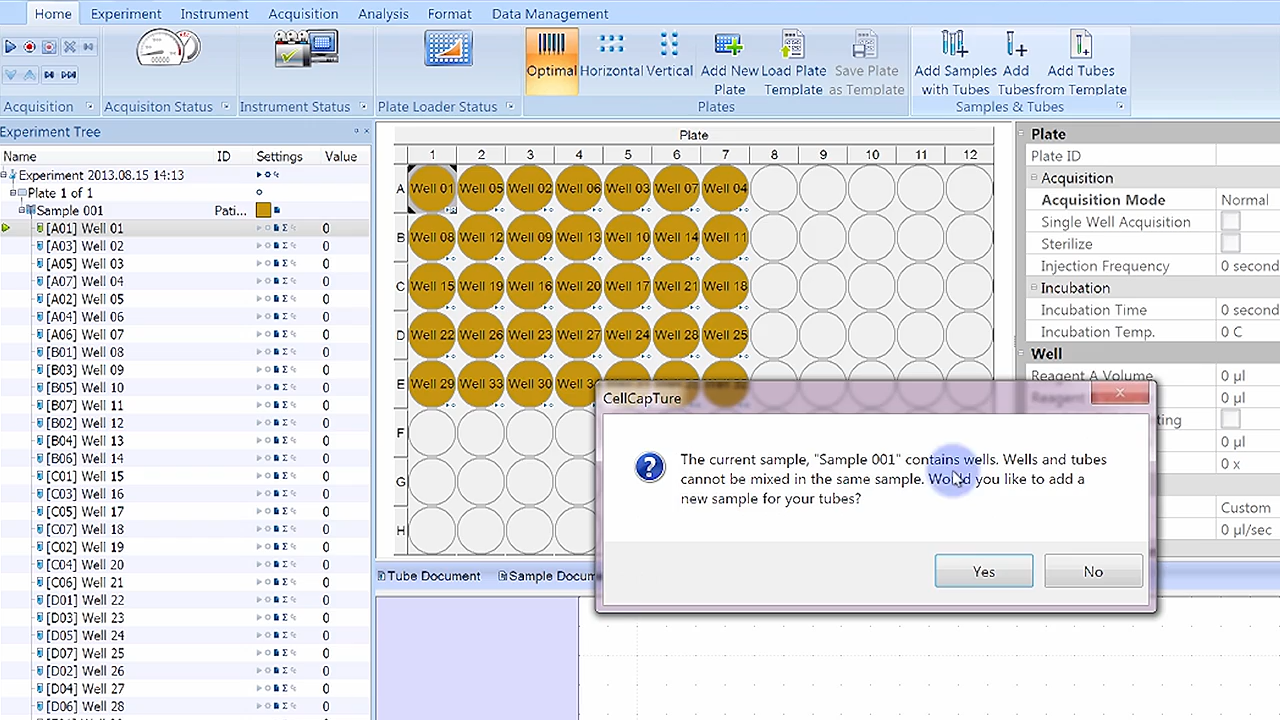 Home Experiment Instrument Acquisition Analysis Format Data Management
Optimal Horizontal Vertical Add New Plate Load Plate Template Save Plate as Template Add Samples with Tubes Add Tubes Add Tubes from Template
Acquisition Acquisiton Status Instrument Status Plate Loader Status Plates Samples & Tubes
Experiment Tree
Name ID Settings Value
Experiment 2013.08.15 14:13
Plate 1 of 1
Sample 001 Pati...
[A01] Well 01 0
[A03] Well 02 0
[A05] Well 03 0
[A07] Well 04 0
[A02] Well 05 0
[A04] Well 06 0
[A06] Well 07 0
[B01] Well 08 0
[B03] Well 09 0
[B05] Well 10 0
[B07] Well 11 0
[B02] Well 12 0
[B04] Well 13 0
[B06] Well 14 0
[C01] Well 15 0
[C03] Well 16 0
[C05] Well 17 0
[C07] Well 18 0
[C02] Well 19 0
[C04] Well 20 0
[C06] Well 21 0
[D01] Well 22 0
[D03] Well 23 0
[D05] Well 24 0
[D07] Well 25 0
[D02] Well 26 0
[D04] Well 27 0
[D06] Well 28 0
Plate
1 2 3 4 5 6 7 8 9 10 11 12
A Well 01 Well 05 Well 02 Well 06 Well 03 Well 07 Well 04
B Well 08 Well 12 Well 09 Well 13 Well 10 Well 14 Well 11
C Well 15 Well 19 Well 16 Well 20 Well 17 Well 21 Well 18
D Well 22 Well 26 Well 23 Well 27 Well 24 Well 28 Well 25
E Well 29 Well 33 Well 30
F
G
H
Tube Document Sample
Plate
Plate ID
Acquisition
Acquisition Mode Normal
Single Well Acquisition
Sterilize
Injection Frequency 0 second
Incubation
Incubation Time 0 second
Incubation Temp. 0 C
Well
Reagent A Volume 0 µl
0 µl
0 µl
0 x
Custom
0 µl/sec
CellCapTure
The current sample, "Sample 001" contains wells. Wells and tubes
cannot be mixed in the same sample. Would you like to add a
new sample for your tubes?
Yes No